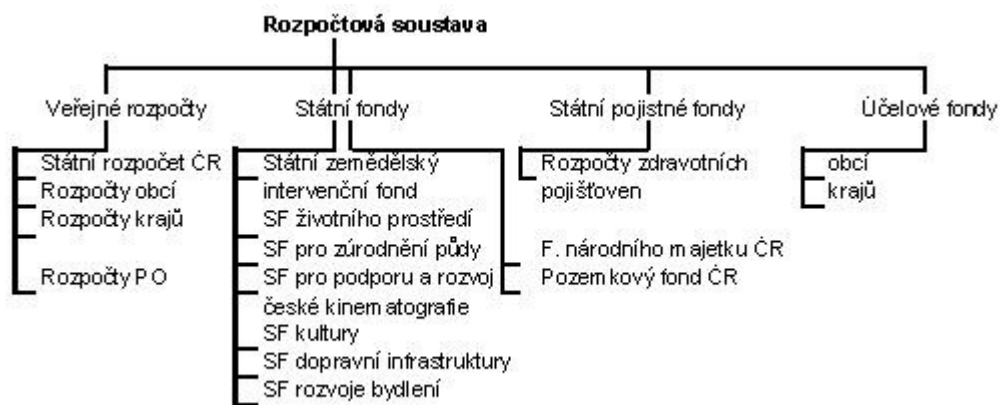 Rozpočtová soustava
Veřejné rozpočty
Státní rozpočet ČR
Rozpočty obcí
Rozpočty krajů
Rozpočty PO
Státní fondy
Státní zemědělský
intervenční fond
SF životního prostředí
SF pro zúrodnění půdy
SF pro podporu a rozvoj
české kinematografie
SF kultury
SF dopravní infrastruktury
SF rozvoje bydlení
F. národního majetku ČR
Pozemkový fond ČR
Státní pojistné fondy
Rozpočty zdravotních
pojišťoven
Účelové fondy
obcí
krajů